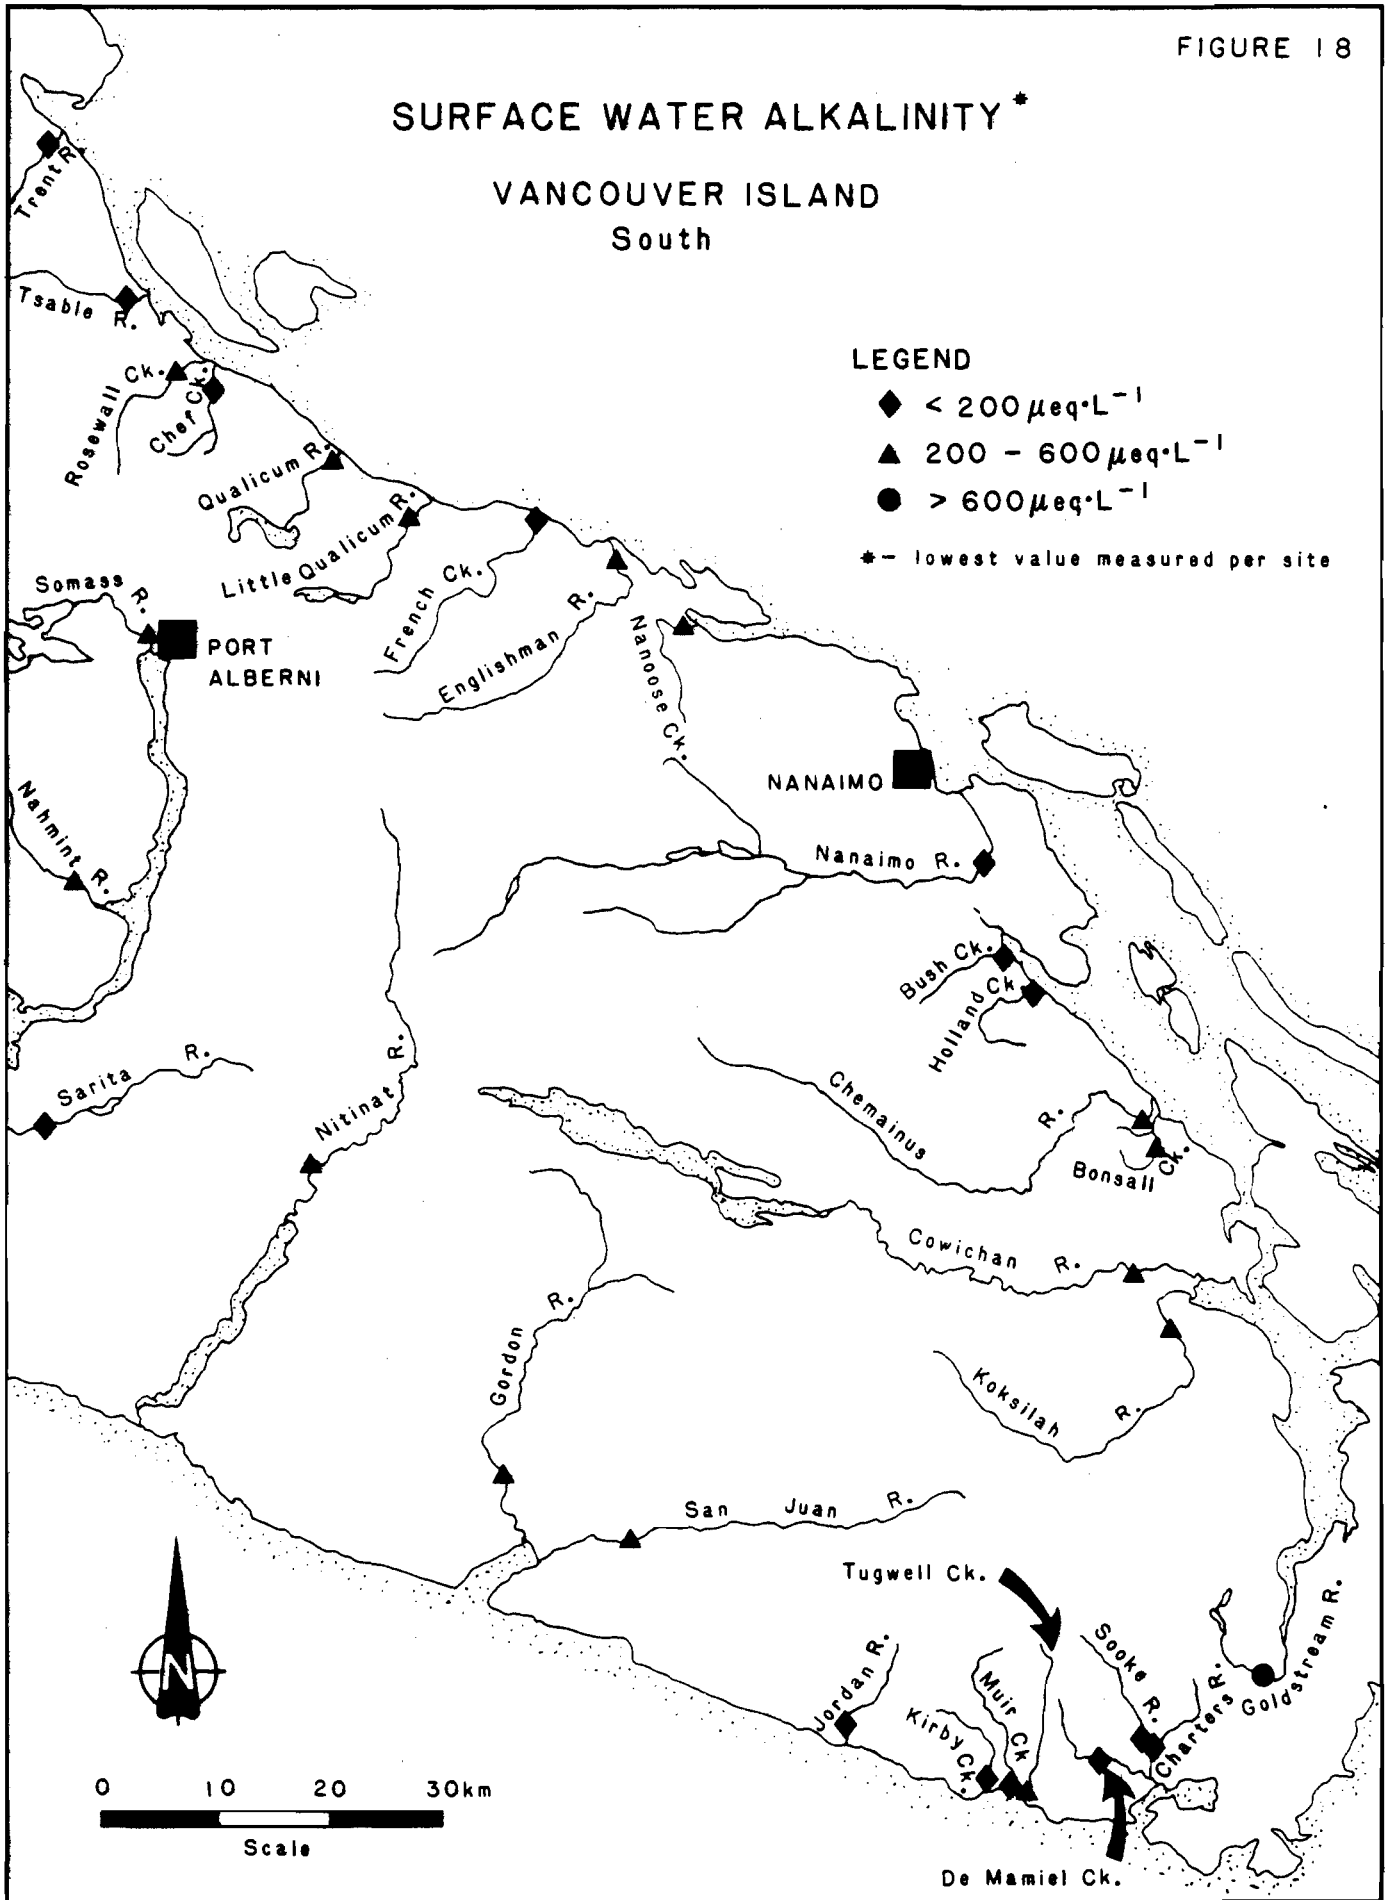 FIGURE 18
SURFACE WATER ALKALINITY*
VANCOUVER ISLAND
South
LEGEND
< 200 µeq·L⁻¹
200 - 600 µeq·L⁻¹
> 600 µeq·L⁻¹
*- lowest value measured per site
Trent R.
Tsable R.
Rosewall Ck.
Chef Ck.
Qualicum R.
Little Qualicum R.
French Ck.
Englishman R.
Nanoose Ck.
Somass R.
PORT
ALBERNI
NANAIMO
Nahmint R.
Nanaimo R.
Bush Ck.
Holland Ck
Sarita R.
Nitinat R.
Chemainus R.
Bonsall Ck.
Cowichan R.
Gordon R.
Koksilah R.
San Juan R.
Tugwell Ck.
Sooke R.
Jordan R.
Muir Ck
Kirby Ck.
Charters R.
Goldstream R.
De Mamiel Ck.
N
0 10 20 30km
Scale